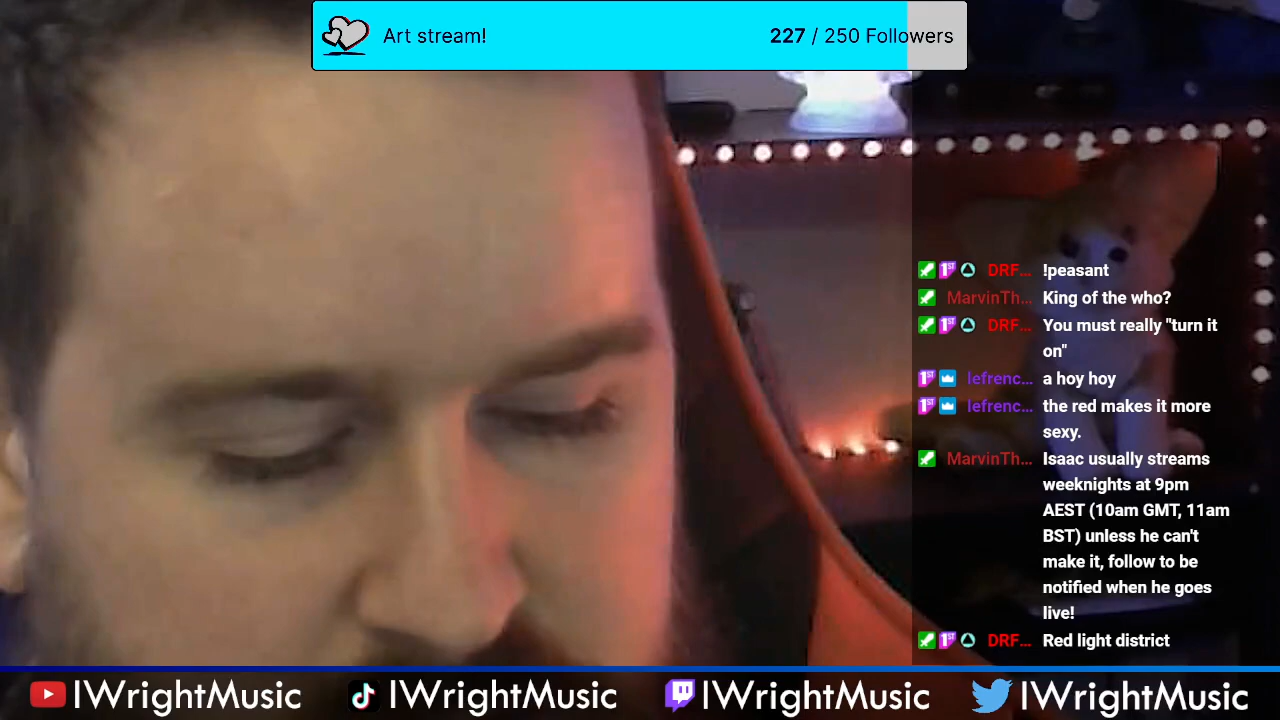 Art stream!
227 / 250 Followers
DRF... !peasant
MarvinTh... King of the who?
DRF... You must really "turn it
on"
lefrenc... a hoy hoy
lefrenc... the red makes it more
sexy.
MarvinTh... Isaac usually streams
weeknights at 9pm
AEST (10am GMT, 11am
BST) unless he can't
make it, follow to be
notified when he goes
live!
DRF... Red light district
IWrightMusic IWrightMusic IWrightMusic IWrightMusic